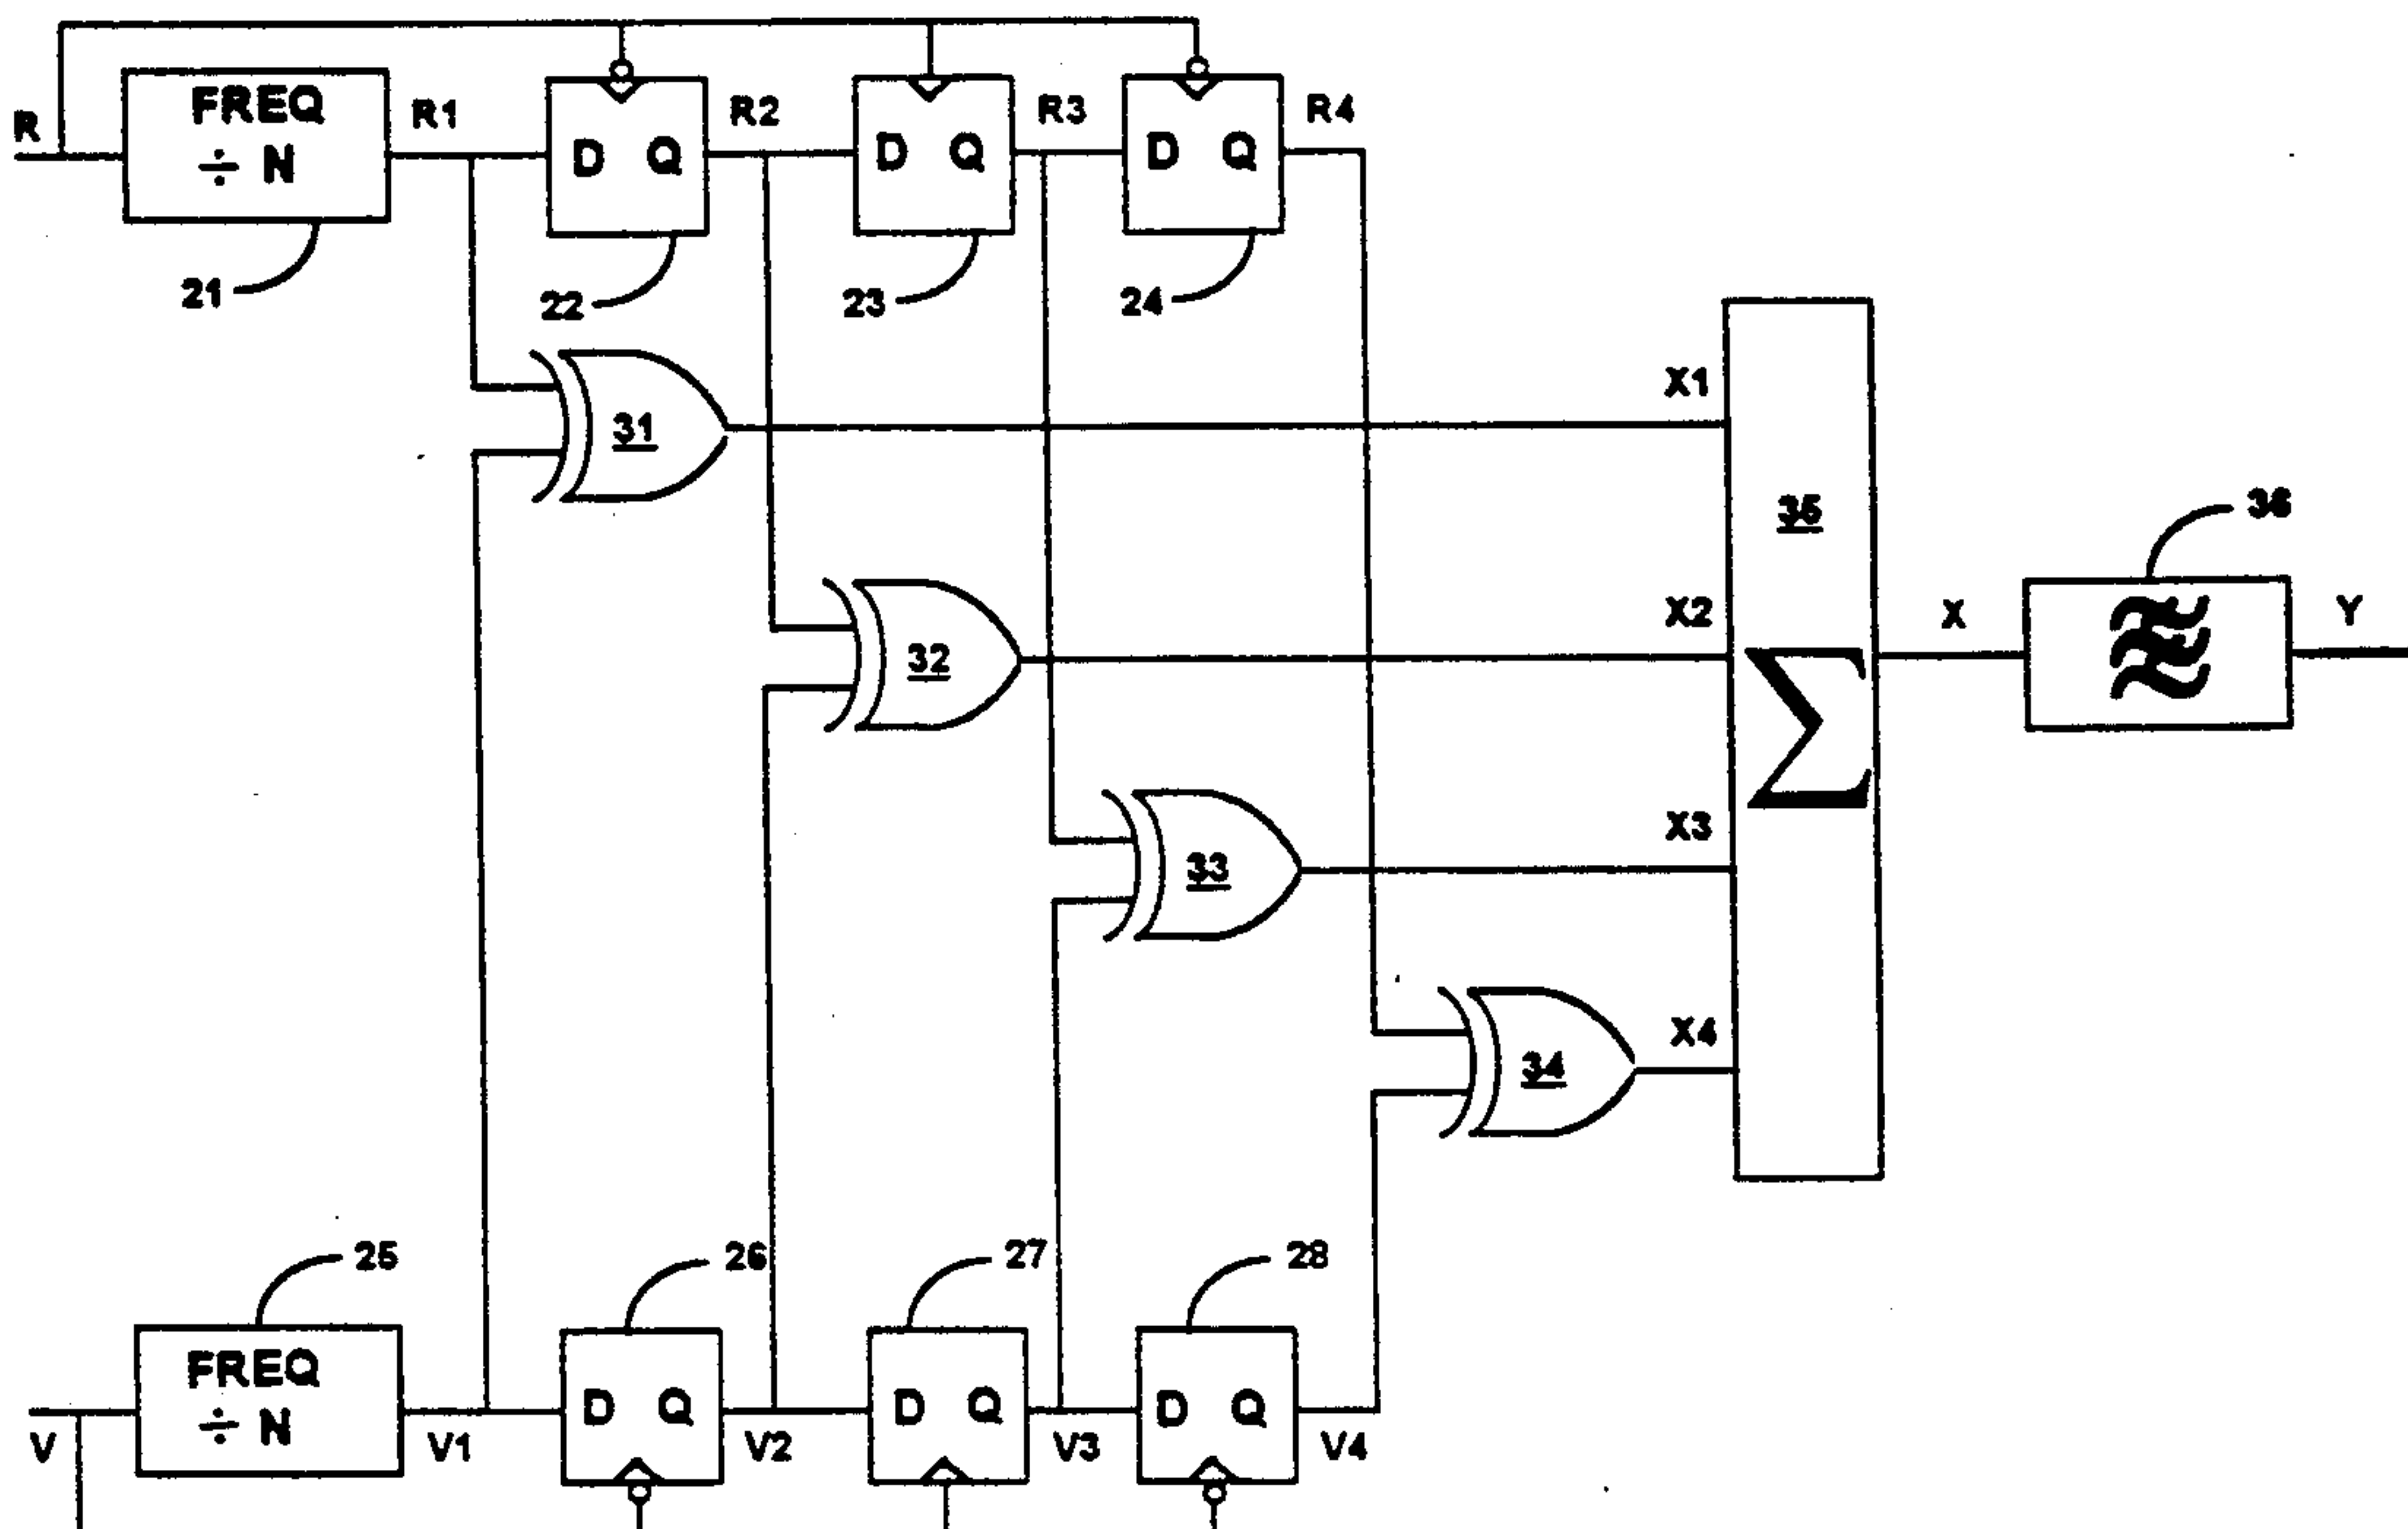 R
FREQ
÷ N
R1
D Q
R2
D Q
R3
D Q
R4
21
22
23
24
31
X1
32
X2
35
Σ
33
X3
34
X4
X
36
Y
V
25
FREQ
÷ N
V1
26
D Q
V2
27
D Q
V3
28
D Q
V4